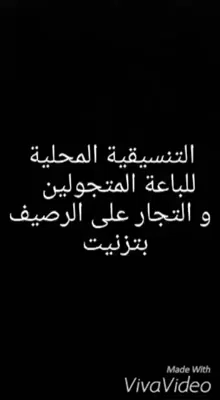 التنسيقية المحلية
للباعة المتجولين
و التجار على الرصيف
بتزنيت
Made With
VivaVideo